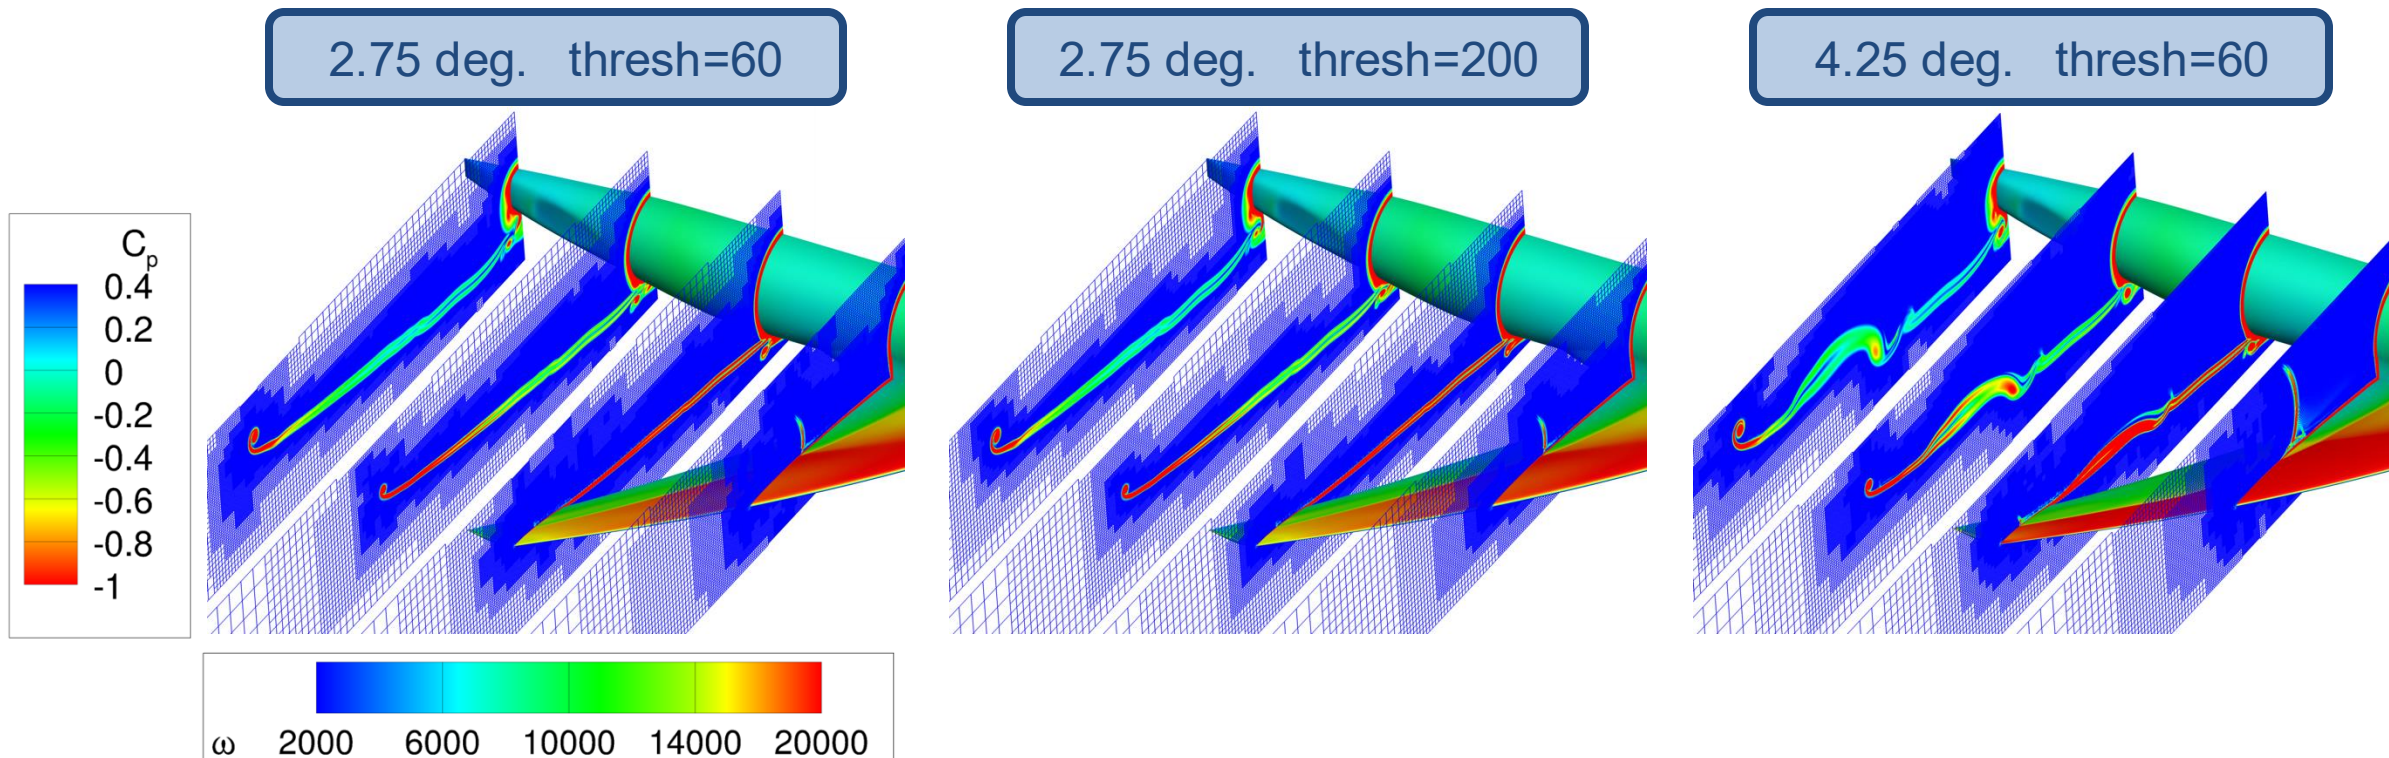 2.75 deg. thresh=60
2.75 deg. thresh=200
4.25 deg. thresh=60
Cp
0.4
0.2
0
-0.2
-0.4
-0.6
-0.8
-1
ω 2000 6000 10000 14000 20000